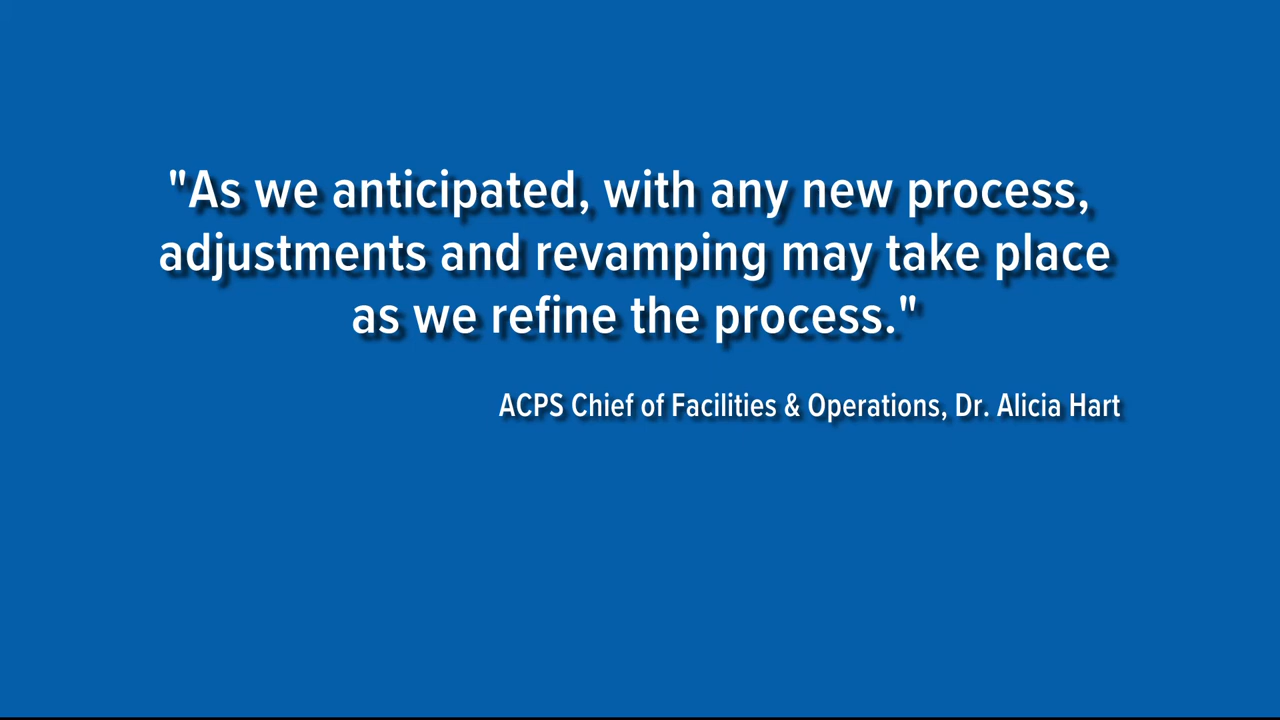 "As we anticipated, with any new process,
adjustments and revamping may take place
as we refine the process."
ACPS Chief of Facilities & Operations, Dr. Alicia Hart